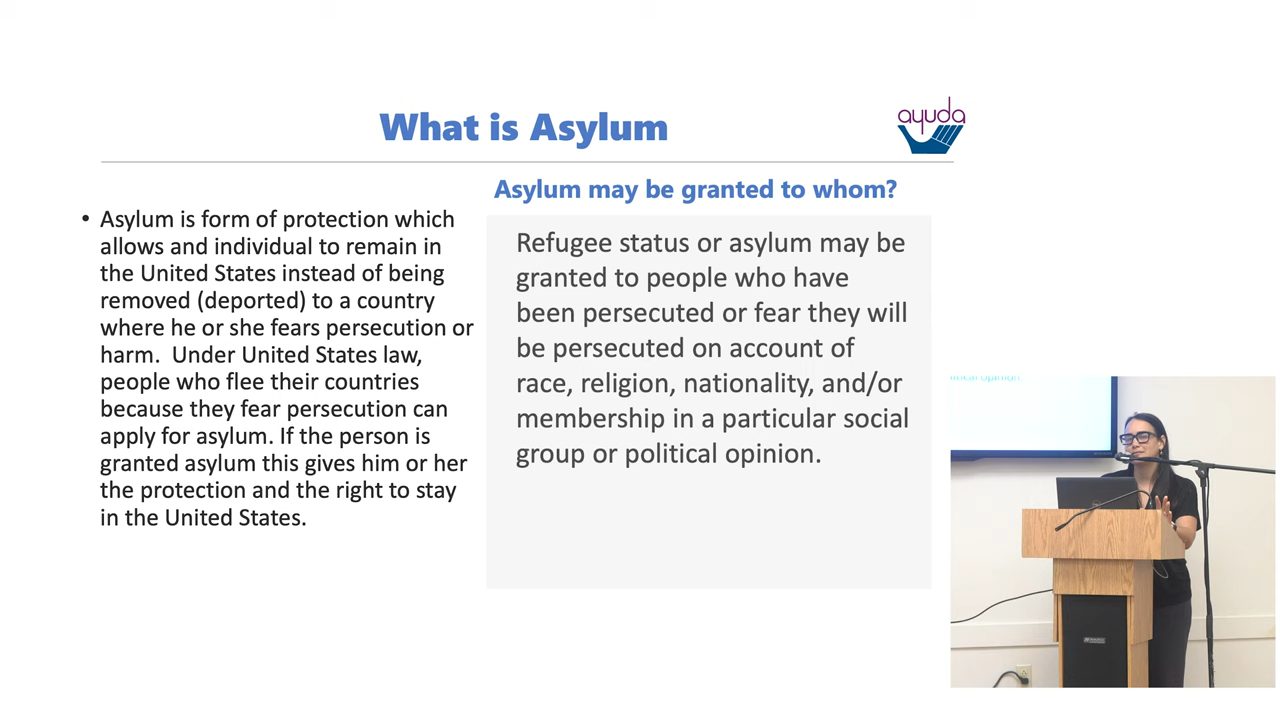 What is Asylum
ayuda
• Asylum is form of protection which
allows and individual to remain in
the United States instead of being
removed (deported) to a country
where he or she fears persecution or
harm.  Under United States law,
people who flee their countries
because they fear persecution can
apply for asylum. If the person is
granted asylum this gives him or her
the protection and the right to stay
in the United States.
Asylum may be granted to whom?
Refugee status or asylum may be
granted to people who have
been persecuted or fear they will
be persecuted on account of
race, religion, nationality, and/or
membership in a particular social
group or political opinion.
opinion.